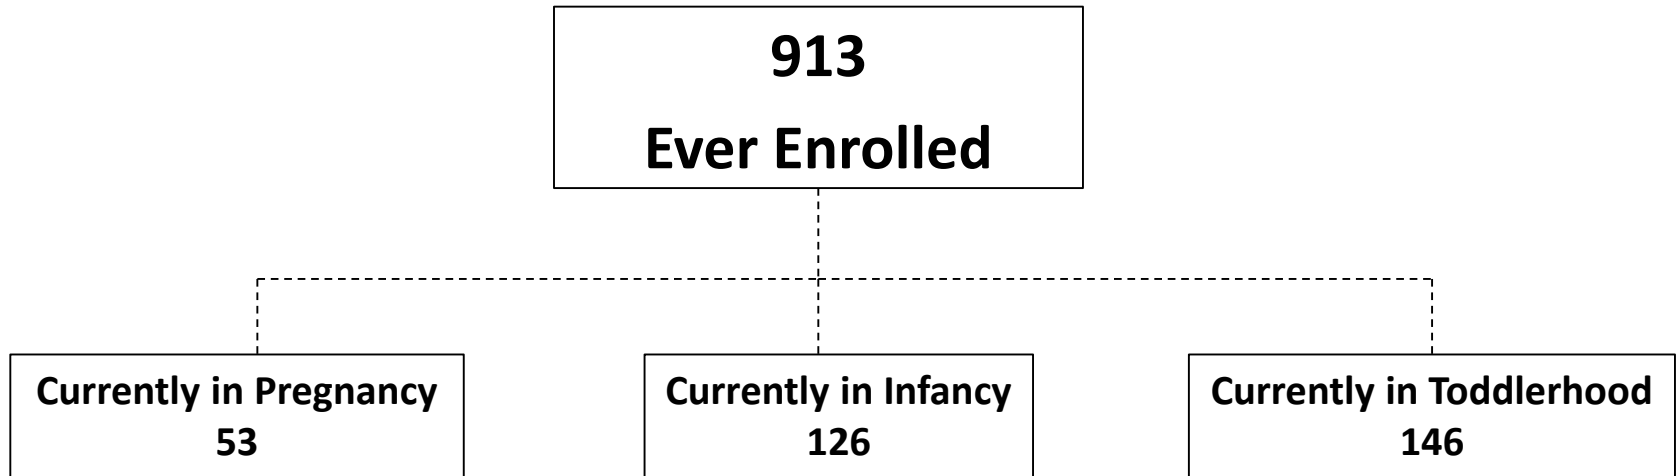 913
Ever Enrolled
Currently in Pregnancy
53
Currently in Infancy
126
Currently in Toddlerhood
146